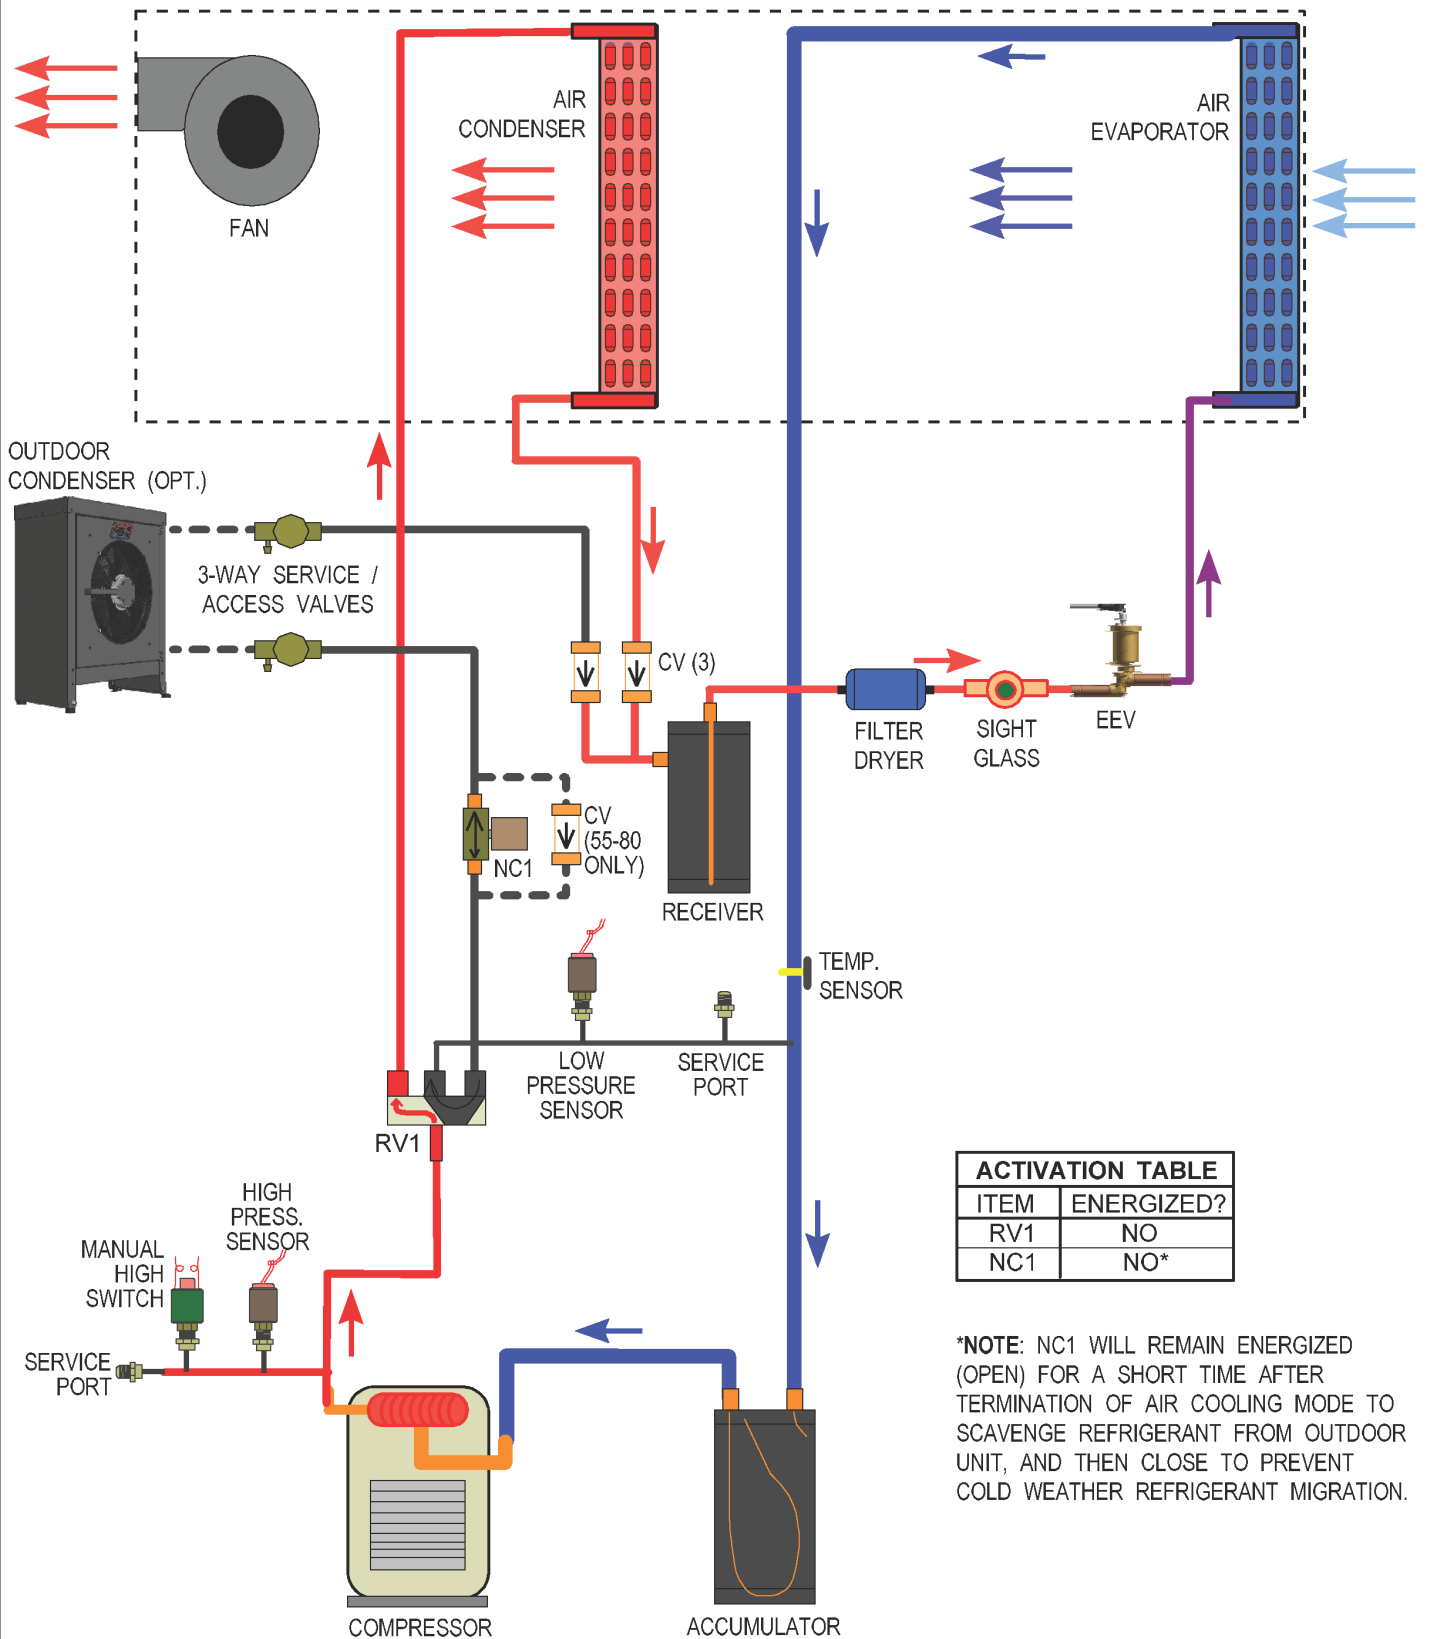 AIR
CONDENSER
AIR
EVAPORATOR
FAN
OUTDOOR
CONDENSER (OPT.)
3-WAY SERVICE /
ACCESS VALVES
CV (3)
FILTER
DRYER
SIGHT
GLASS
EEV
CV
(55-80
ONLY)
NC1
RECEIVER
TEMP.
SENSOR
LOW
PRESSURE
SENSOR
SERVICE
PORT
RV1
HIGH
PRESS.
SENSOR
MANUAL
HIGH
SWITCH
SERVICE
PORT
COMPRESSOR
ACCUMULATOR
ACTIVATION TABLE
ITEM ENERGIZED?
RV1 NO
NC1 NO*
*NOTE: NC1 WILL REMAIN ENERGIZED
(OPEN) FOR A SHORT TIME AFTER
TERMINATION OF AIR COOLING MODE TO
SCAVENGE REFRIGERANT FROM OUTDOOR
UNIT, AND THEN CLOSE TO PREVENT
COLD WEATHER REFRIGERANT MIGRATION.